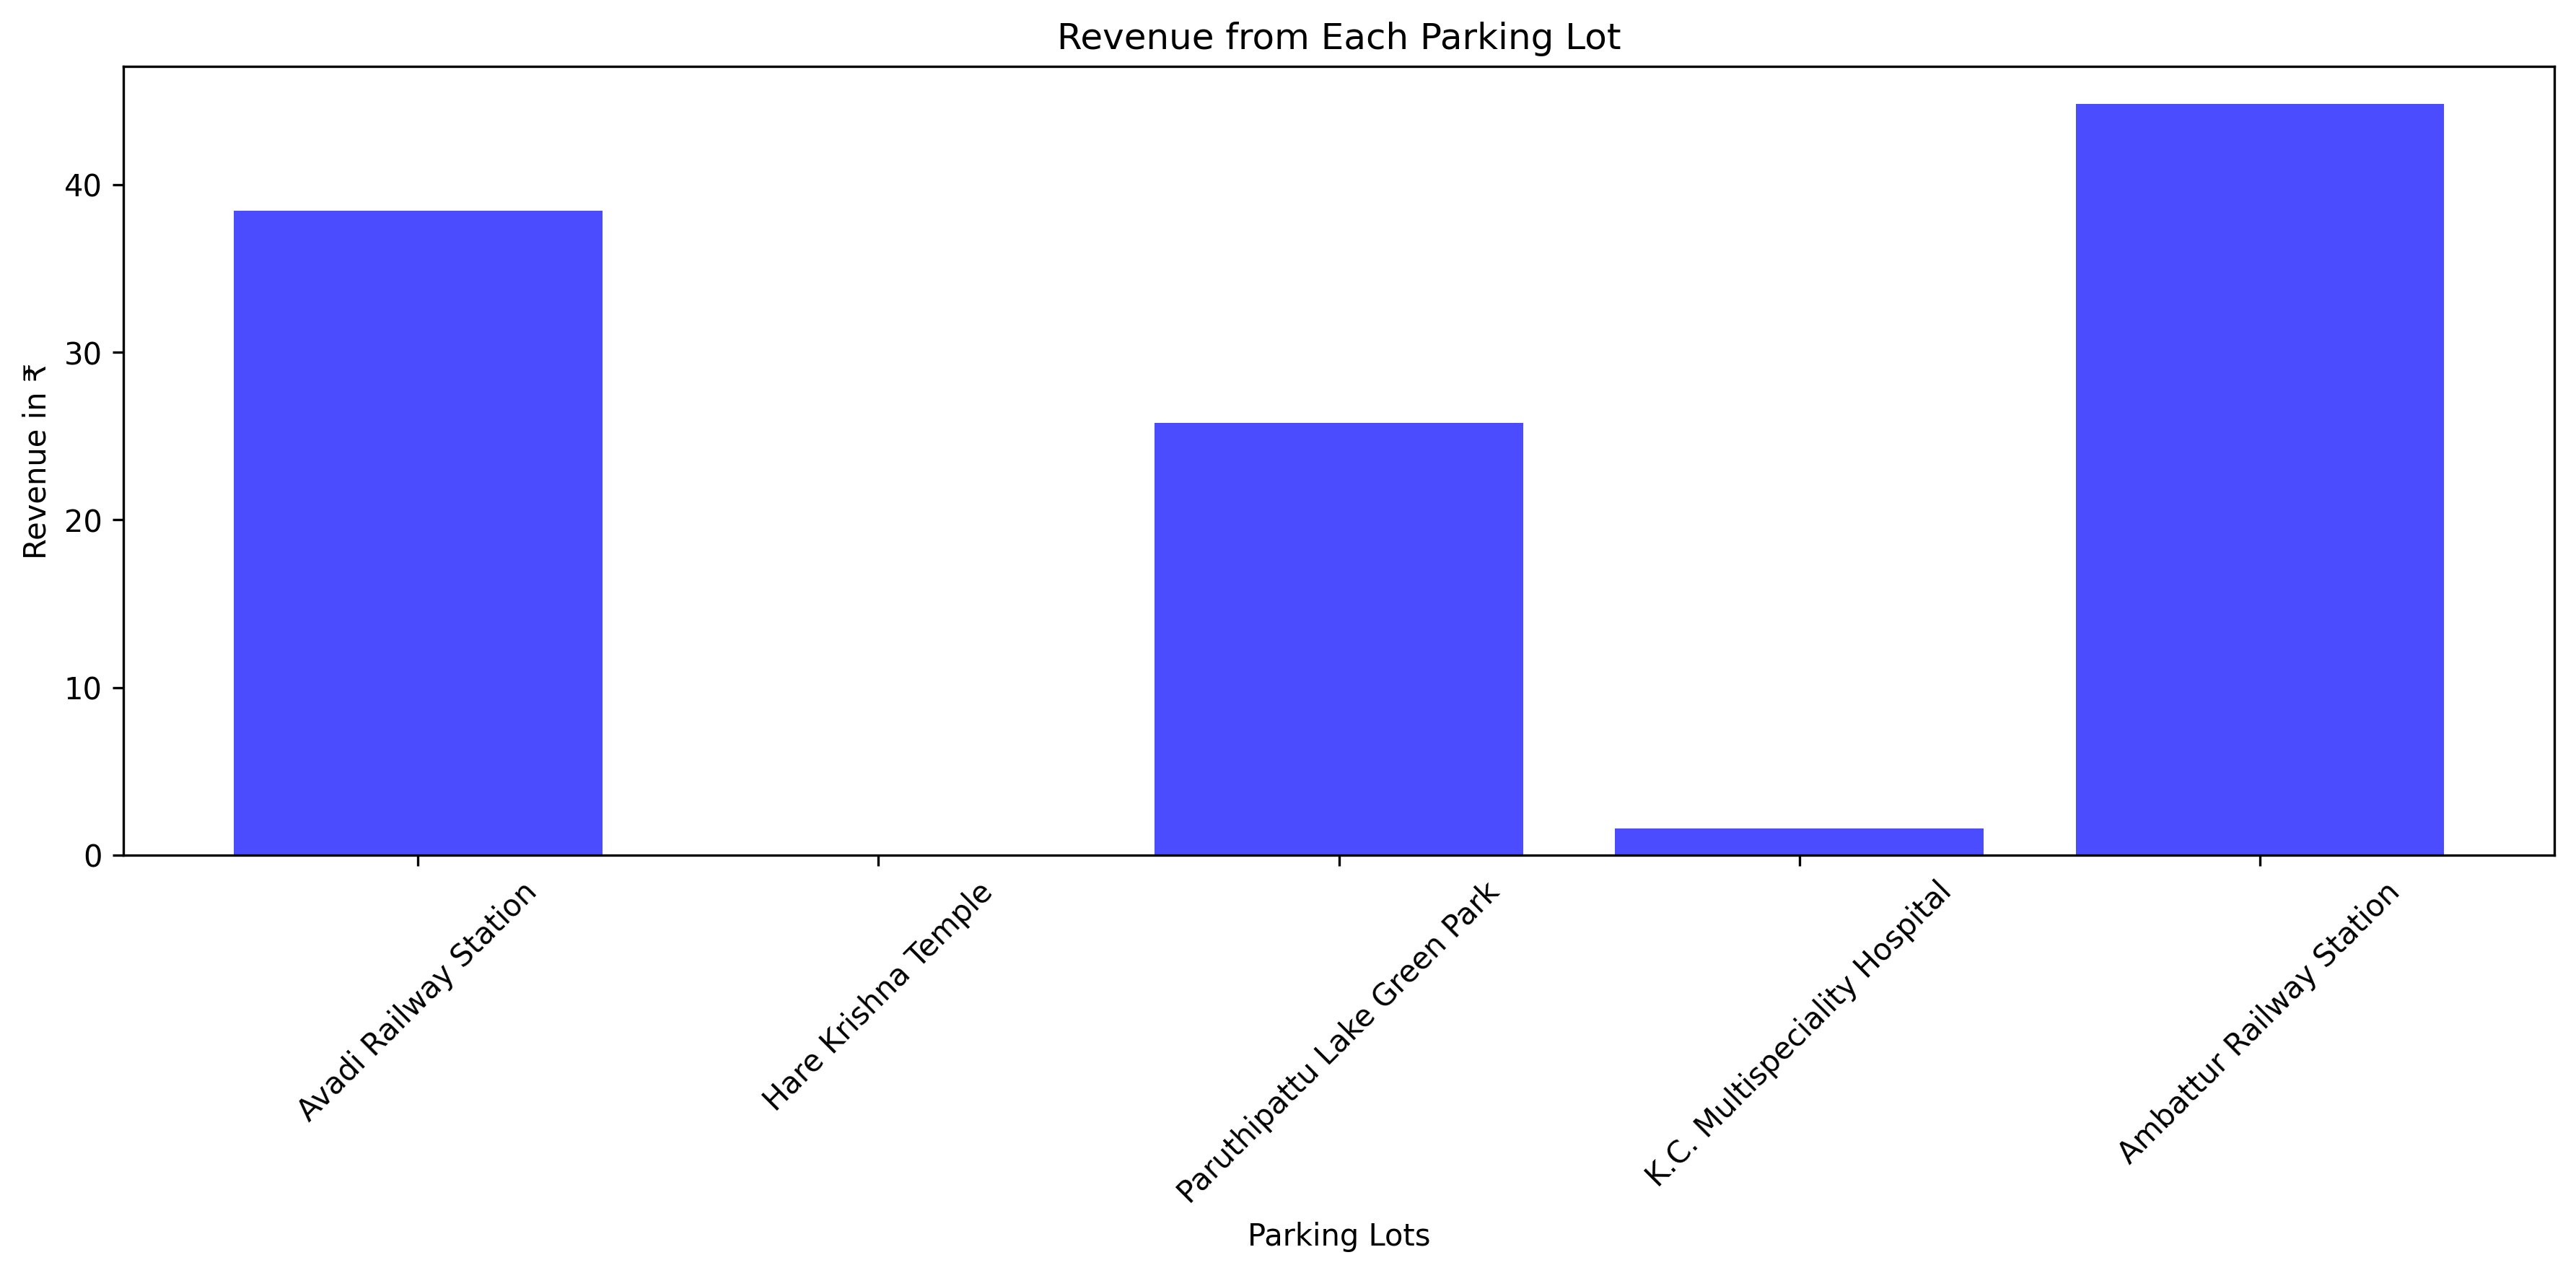 Revenue from Each Parking Lot
Revenue in ₹
40
30
20
10
0
Avadi Railway Station
Hare Krishna Temple
Paruthipattu Lake Green Park
K.C. Multispeciality Hospital
Ambattur Railway Station
Parking Lots